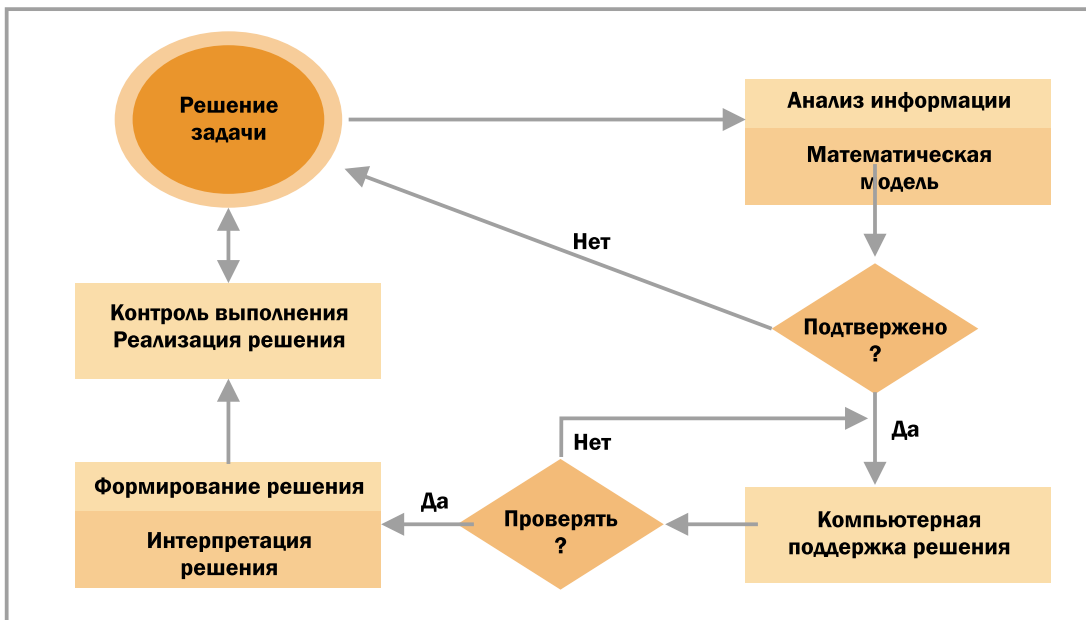 Решение
задачи
Анализ информации
Математическая
модель
Нет
Контроль выполнения
Реализация решения
Подтвержено
?
Нет
Да
Формирование решения
Интерпретация
решения
Да
Проверять
?
Компьютерная
поддержка решения